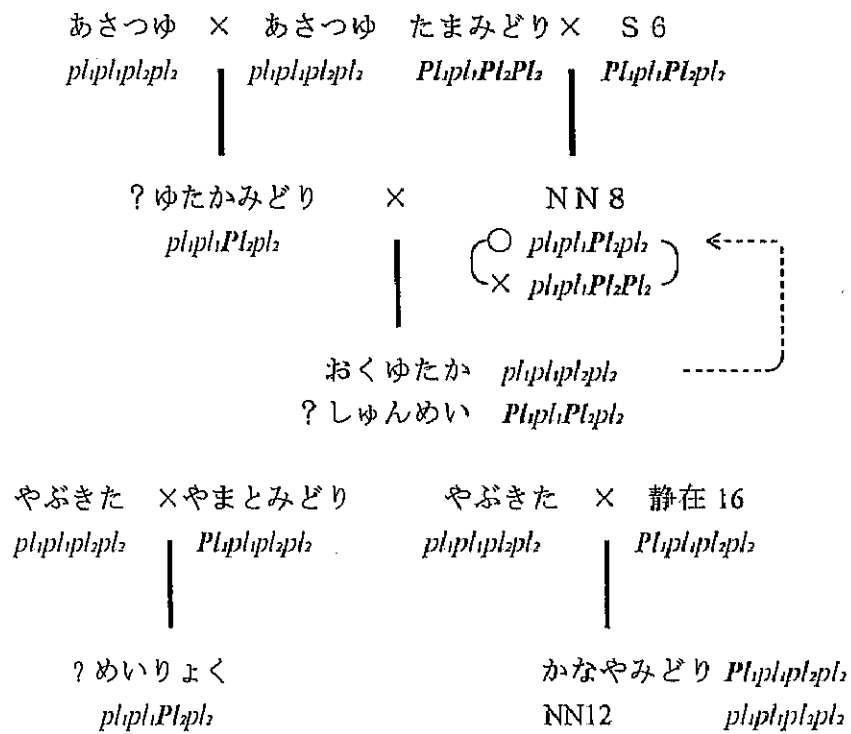 あさつゆ × あさつゆ たまみどり× S 6
pl₁pl₁pl₂pl₂ pl₁pl₁pl₂pl₂ Pl₁pl₁Pl₂Pl₂ Pl₁pl₁Pl₂pl₂
?ゆたかみどり × NN 8
pl₁pl₁Pl₂pl₂ ○ pl₁pl₁Pl₂pl₂
× pl₁pl₁Pl₂Pl₂
おくゆたか pl₁pl₁pl₂pl₂
?しゅんめい Pl₁pl₁Pl₂pl₂
やぶきた ×やまとみどり やぶきた × 静在 16
pl₁pl₁pl₂pl₂ Pl₁pl₁pl₂pl₂ pl₁pl₁pl₂pl₂ Pl₁pl₁pl₂pl₂
?めいりょく かなやみどり Pl₁pl₁pl₂pl₂
pl₁pl₁Pl₂pl₂ NN12 pl₁pl₁pl₂pl₂